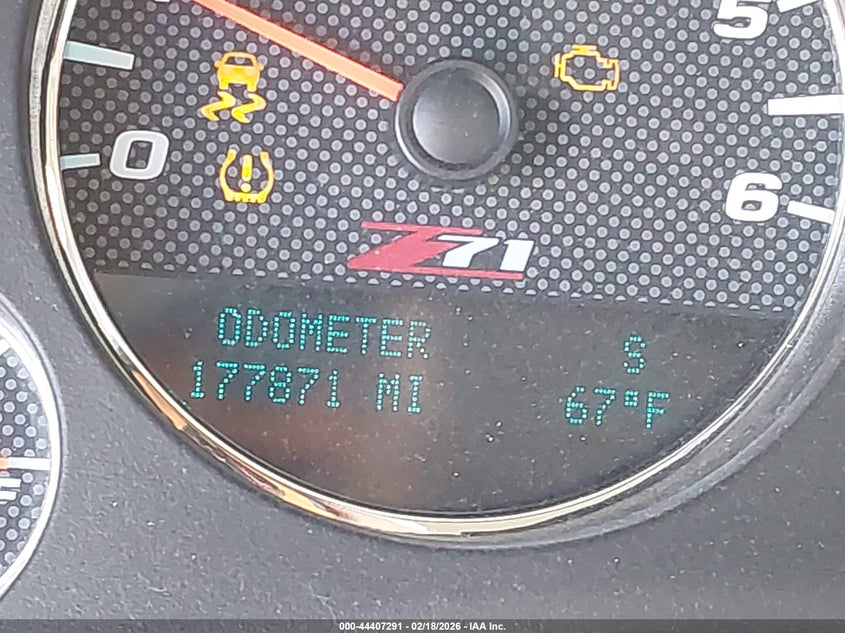 5
0
6
Z71
ODOMETER S
177871 MI 67°F
000-44407291 - 02/18/2026 - IAA Inc.